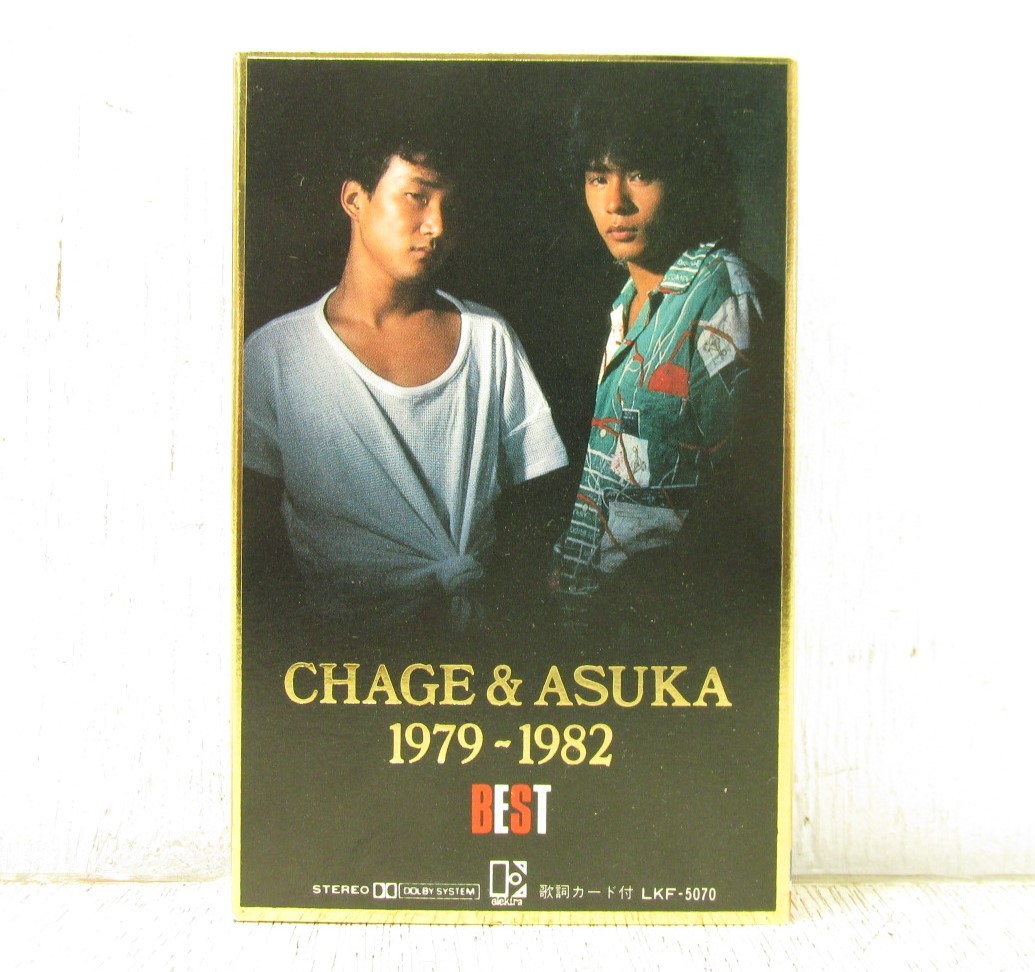 CHAGE & ASUKA
1979~1982
BEST
STEREO DOLBY SYSTEM elektra 歌詞カード付 LKF-5070